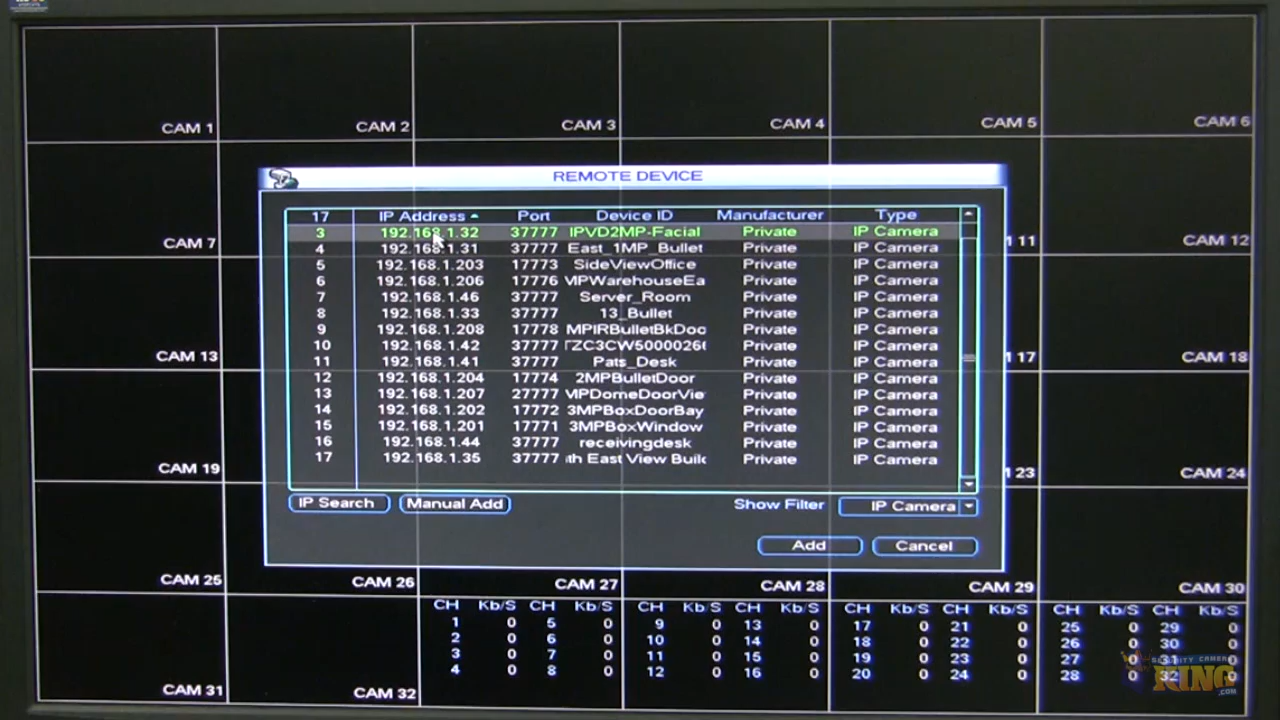 CAM 1 CAM 2 CAM 3 CAM 4 CAM 5 CAM 6
REMOTE DEVICE
17 IP Address Port Device ID Manufacturer Type
3 192.168.1.32 37777 IPVD2MP-Facial Private IP Camera
4 192.168.1.31 37777 East_1MP_Bullet Private IP Camera
CAM 7 11 CAM 12
5 192.168.1.203 17773 SideViewOffice Private IP Camera
6 192.168.1.206 17776 MPWarehouseEa Private IP Camera
7 192.168.1.46 37777 Server_Room Private IP Camera
8 192.168.1.33 37777 13_Bullet Private IP Camera
9 192.168.1.208 17778 MPIRBulletBkDoc Private IP Camera
10 192.168.1.42 37777 TZC3CW5000026 Private IP Camera
CAM 13 17 CAM 18
11 192.168.1.41 37777 Pats_Desk Private IP Camera
12 192.168.1.204 17774 2MPBulletDoor Private IP Camera
13 192.168.1.207 27777 MPDomeDoorVie Private IP Camera
14 192.168.1.202 17772 3MPBoxDoorBay Private IP Camera
15 192.168.1.201 17771 3MPBoxWindow Private IP Camera
16 192.168.1.44 37777 receivingdesk Private IP Camera
17 192.168.1.35 37777 th East View Buil Private IP Camera
CAM 19 23 CAM 24
IP Search Manual Add Show Filter IP Camera
Add Cancel
CAM 25 CAM 26 CAM 27 CAM 28 CAM 29 CAM 30
CH Kb/S CH Kb/S CH Kb/S CH Kb/S CH Kb/S CH Kb/S CH Kb/S CH Kb/S
1 0 5 0 9 0 13 0 17 0 21 0 25 0 29 0
2 0 6 0 10 0 14 0 18 0 22 0 26 0 30 0
3 0 7 0 11 0 15 0 19 0 23 0 27 0 31 0
4 0 8 0 12 0 16 0 20 0 24 0 28 0 32 0
CAM 31 CAM 32
SECURITY CAMERA
KING
.COM